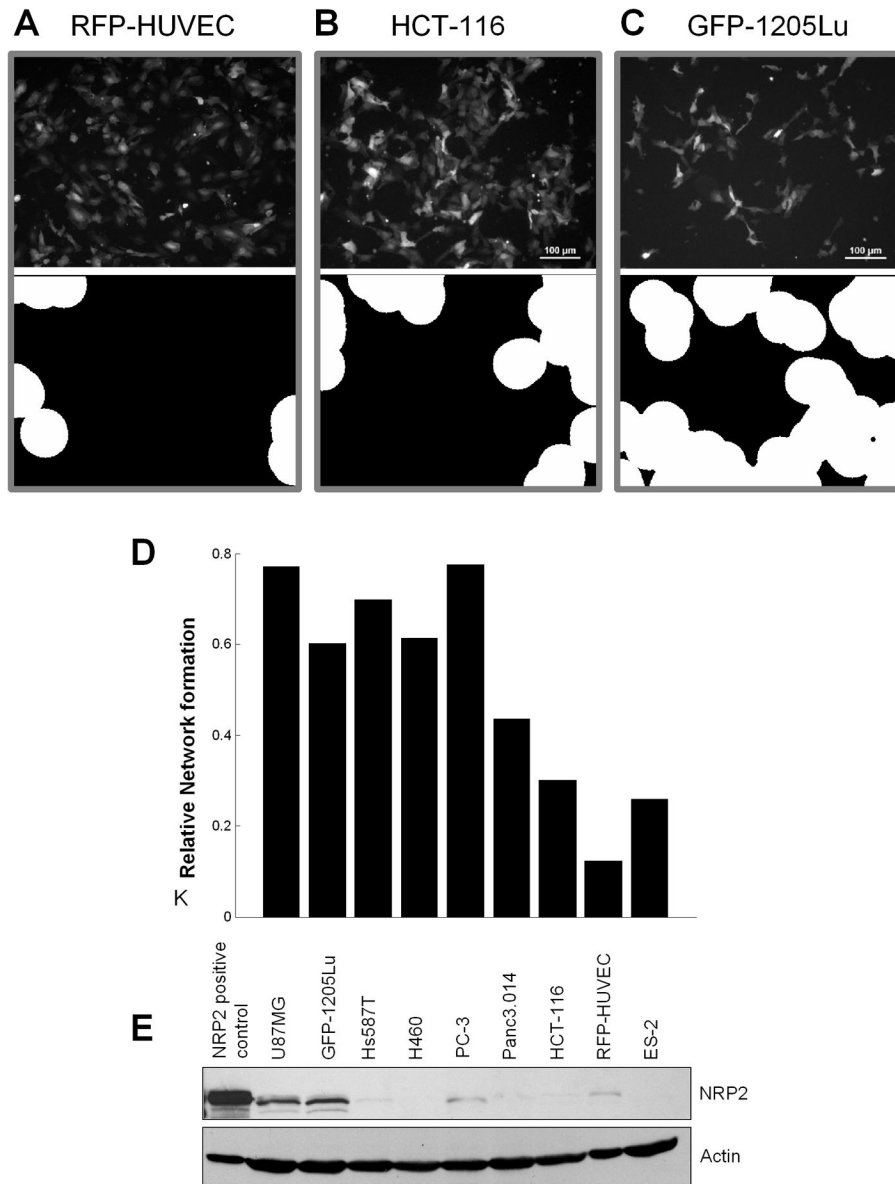 A RFP-HUVEC
B HCT-116
C GFP-1205Lu
100 µm
100 µm
D
Relative Network formation
0.8
0.6
0.4
0.2
0
K
E
NRP2 positive
control
U87MG
GFP-1205Lu
Hs587T
H460
PC-3
Panc3.014
HCT-116
RFP-HUVEC
ES-2
NRP2
Actin